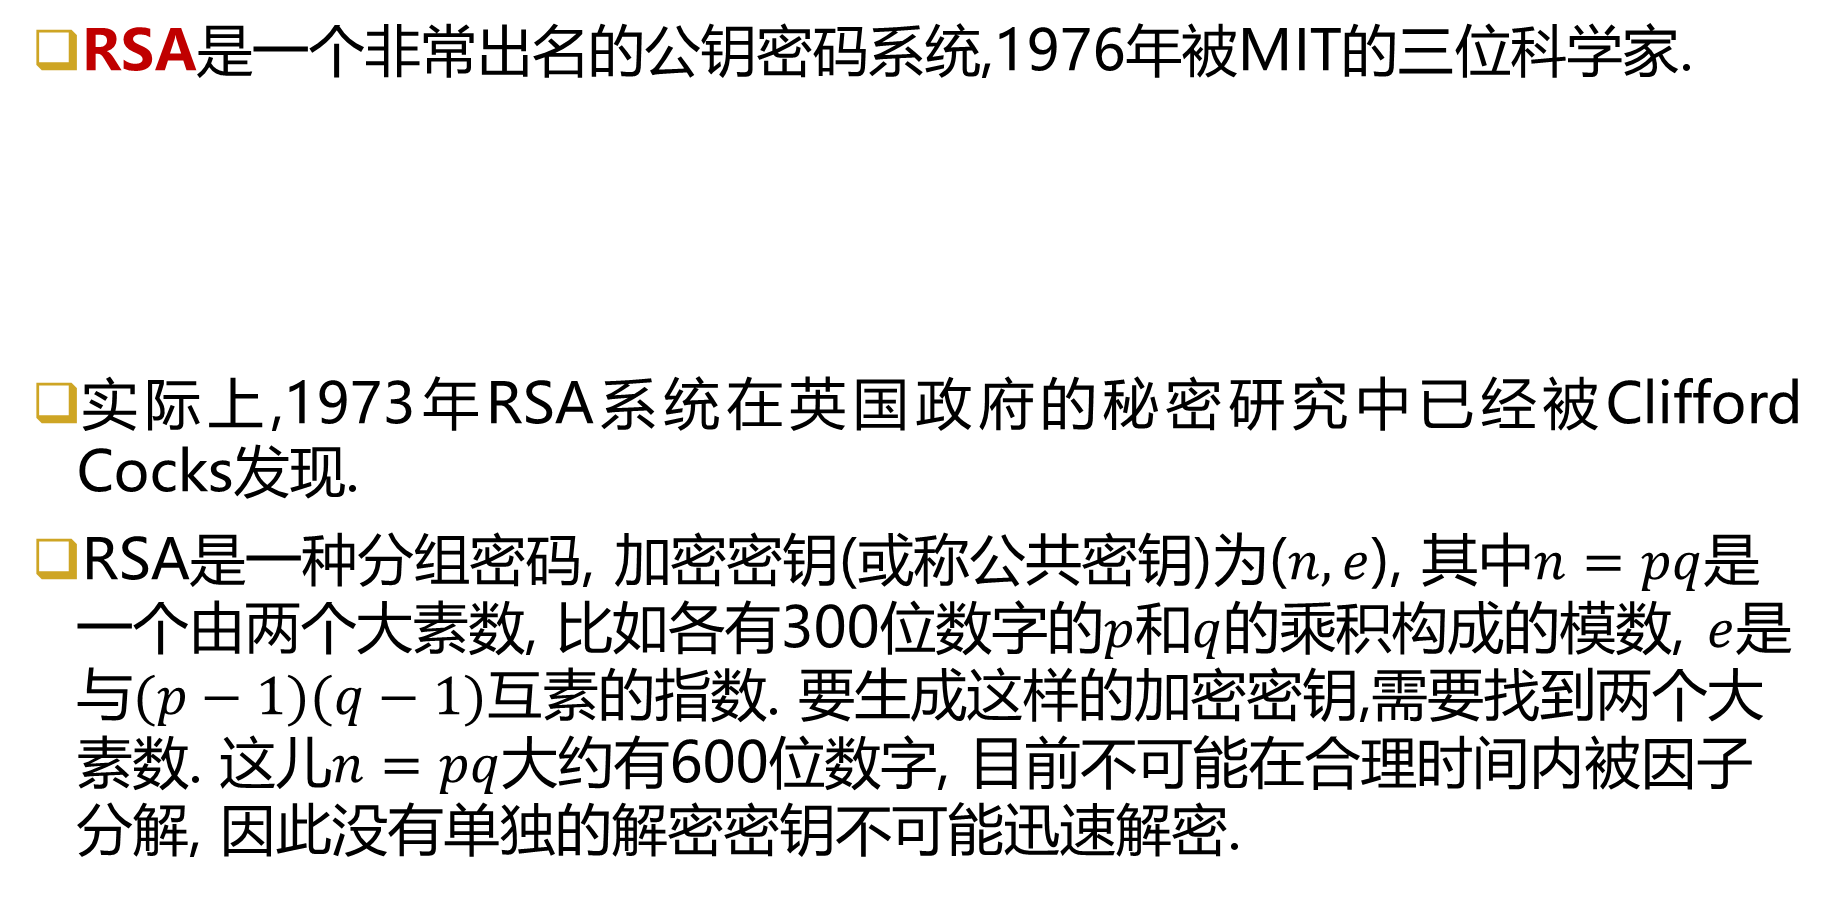 ❑RSA是一个非常出名的公钥密码系统,1976年被MIT的三位科学家.
❑实际上,1973年RSA系统在英国政府的秘密研究中已经被Clifford
Cocks发现.
❑RSA是一种分组密码, 加密密钥(或称公共密钥)为(n, e), 其中n = pq是
一个由两个大素数, 比如各有300位数字的p和q的乘积构成的模数, e是
与(p − 1)(q − 1)互素的指数. 要生成这样的加密密钥,需要找到两个大
素数. 这儿n = pq大约有600位数字, 目前不可能在合理时间内被因子
分解, 因此没有单独的解密密钥不可能迅速解密.